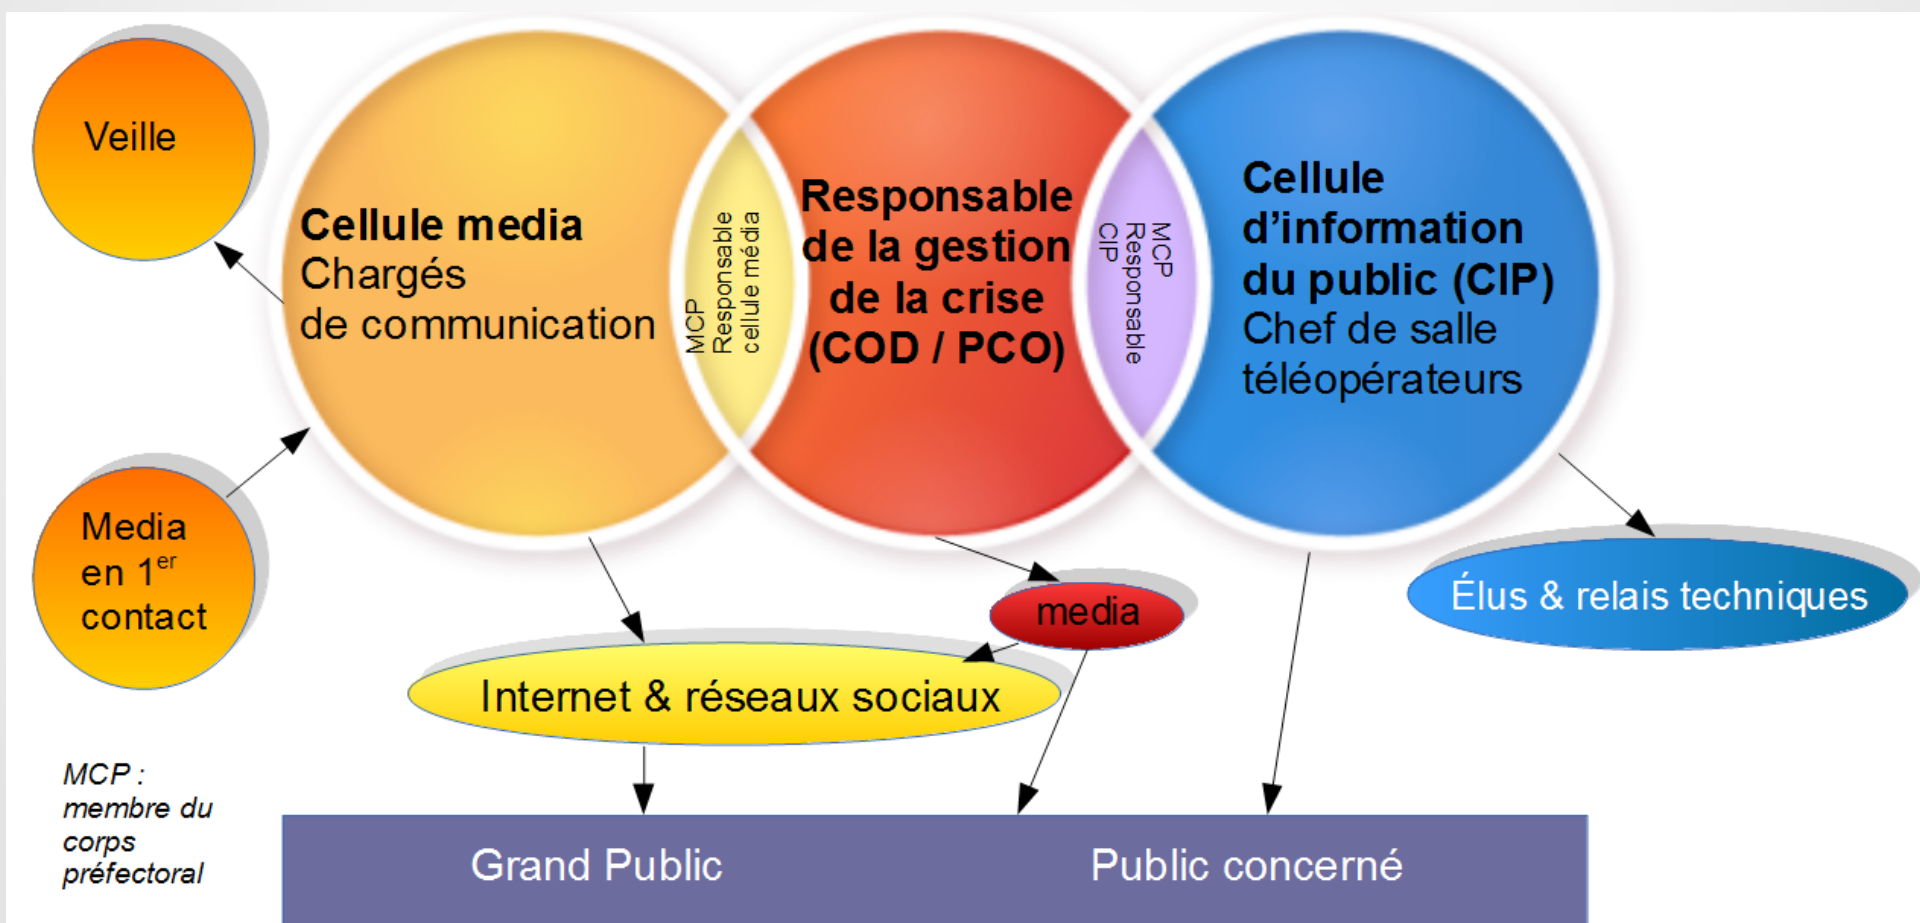 Veille
Cellule media
Chargés
de communication
MCP
Responsable
cellule média
Responsable
de la gestion
de la crise
(COD / PCO)
MCP
Responsable
CIP
Cellule
d’information
du public (CIP)
Chef de salle
téléopérateurs
Media
en 1er
contact
media
Élus & relais techniques
Internet & réseaux sociaux
MCP :
membre du
corps
préfectoral
Grand Public
Public concerné